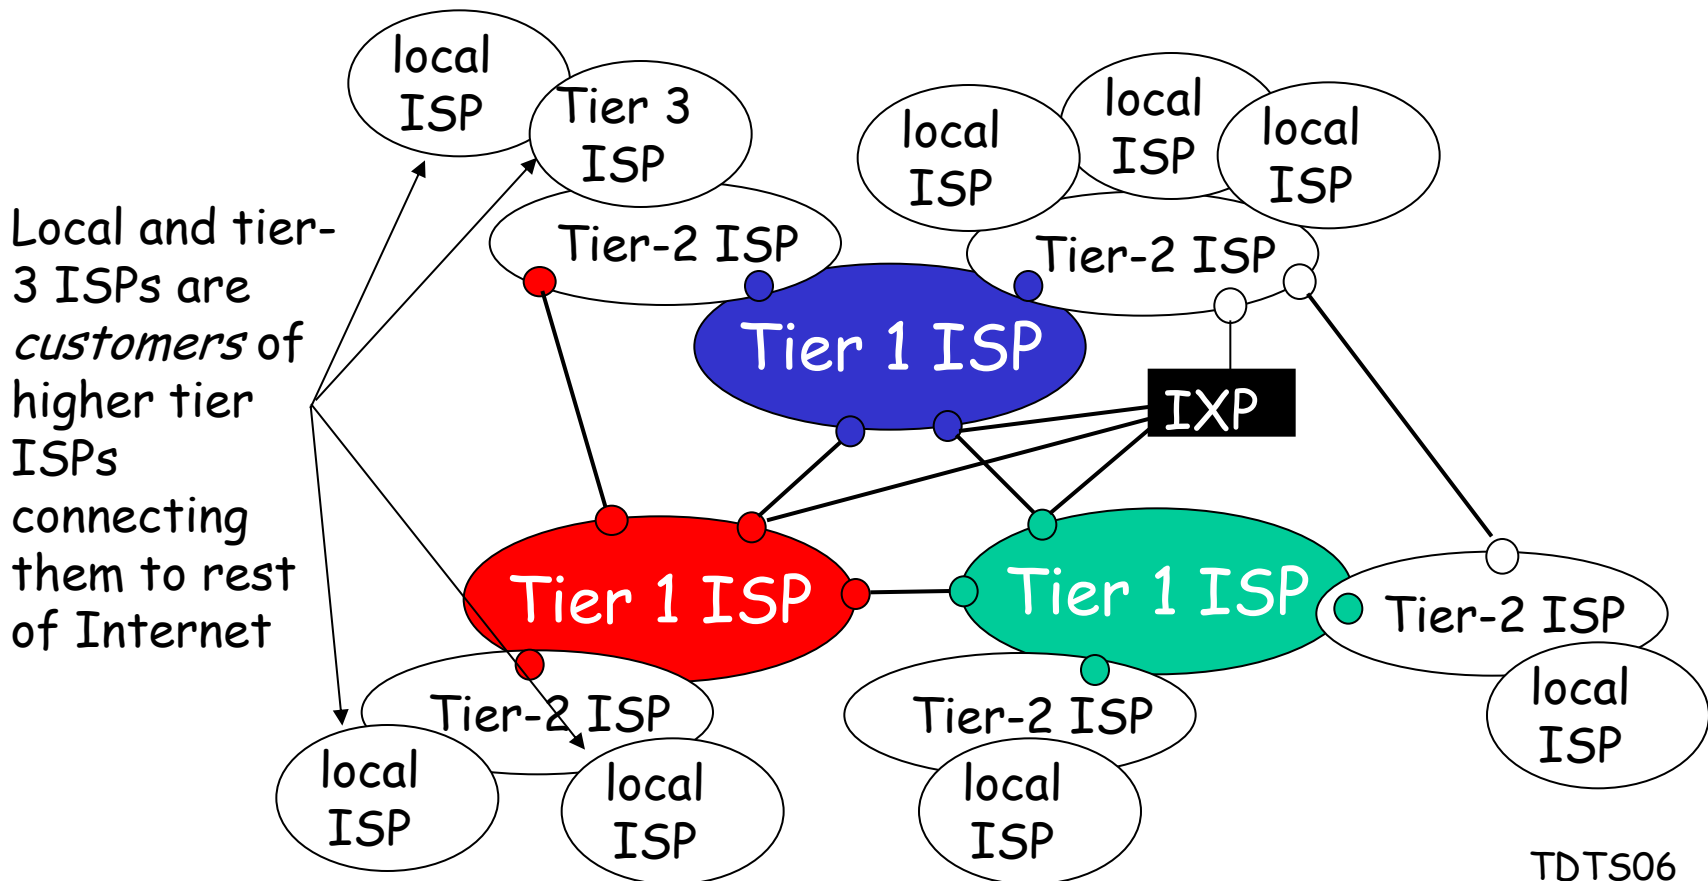 local
ISP
Tier 3
ISP
local
ISP
local
ISP
local
ISP
Local and tier-
3 ISPs are
customers of
higher tier
ISPs
connecting
them to rest
of Internet
Tier-2 ISP
Tier-2 ISP
Tier 1 ISP
IXP
Tier 1 ISP
Tier 1 ISP
Tier-2 ISP
Tier-2 ISP
Tier-2 ISP
local
ISP
local
ISP
local
ISP
local
ISP
TDTS06